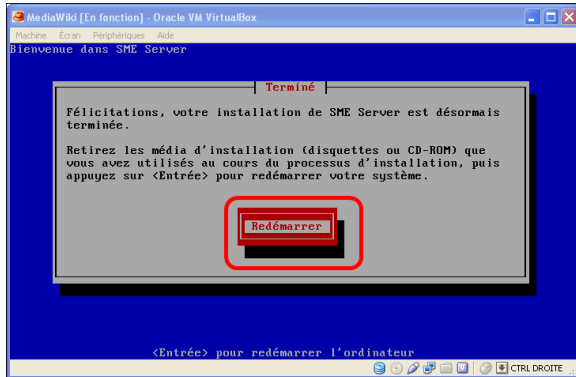 MediaWiki [En fonction] - Oracle VM VirtualBox
Machine Écran Périphériques Aide
Bienvenue dans SME Server
Terminé
Félicitations, votre installation de SME Server est désormais
terminée.
Retirez les média d'installation (disquettes ou CD-ROM) que
vous avez utilisés au cours du processus d'installation, puis
appuyez sur <Entrée> pour redémarrer votre système.
Redémarrer
<Entrée> pour redémarrer l'ordinateur
CTRL DROITE